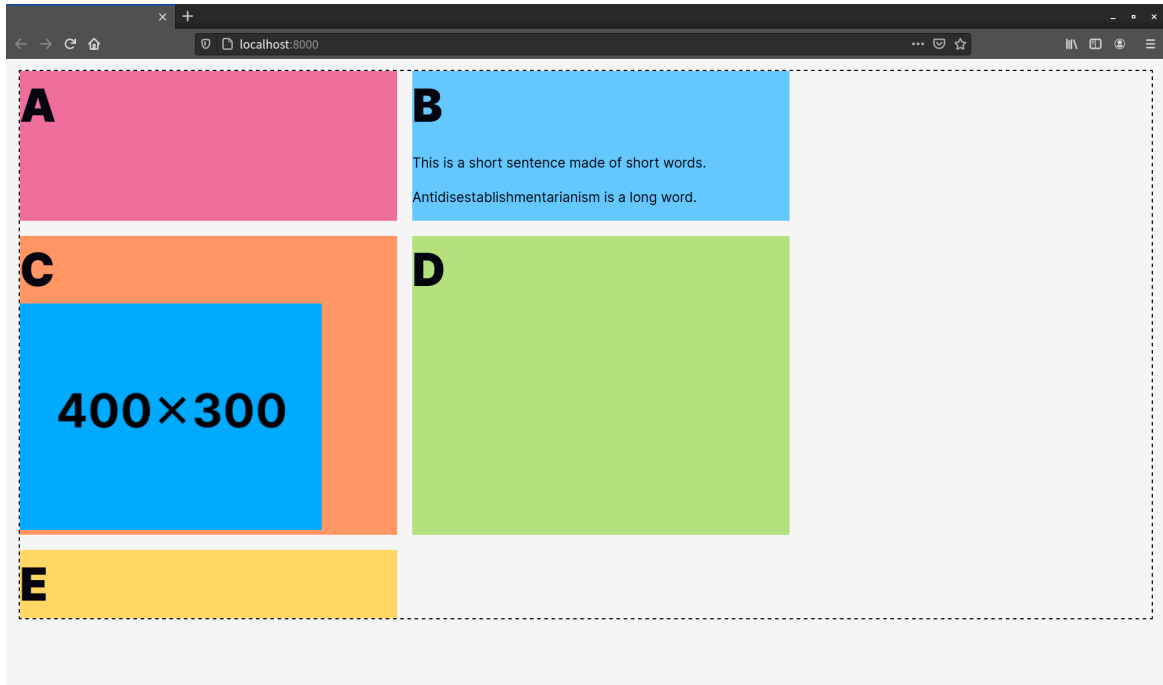 localhost:8000
A
B
This is a short sentence made of short words.
Antidisestablishmentarianism is a long word.
C
400×300
D
E